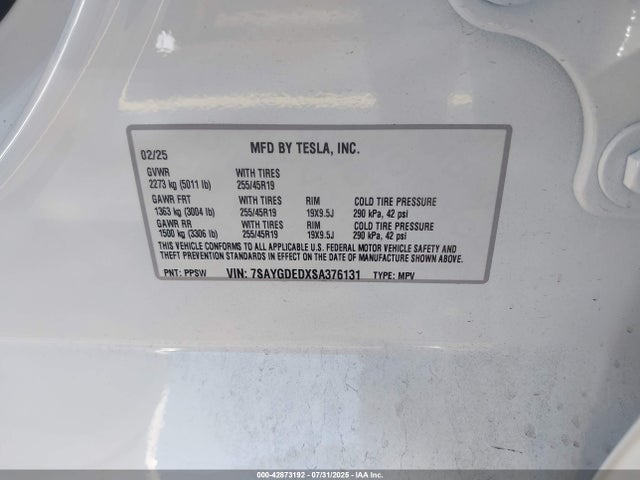 02/25 MFD BY TESLA, INC.
GVWR WITH TIRES
2273 kg (5011 lb) 255/45R19
GAWR FRT WITH TIRES RIM COLD TIRE PRESSURE
1363 kg (3004 lb) 255/45R19 19X9.5J 290 kPa, 42 psi
GAWR RR WITH TIRES RIM COLD TIRE PRESSURE
1500 kg (3306 lb) 255/45R19 19X9.5J 290 kPa, 42 psi
THIS VEHICLE CONFORMS TO ALL APPLICABLE U.S. FEDERAL MOTOR VEHICLE SAFETY AND
THEFT PREVENTION STANDARDS IN EFFECT ON THE DATE OF MANUFACTURE SHOWN ABOVE.
PNT: PPSW VIN: 7SAYGDEDXSA376131 TYPE: MPV
000-42873192 - 07/31/2025 - IAA Inc.